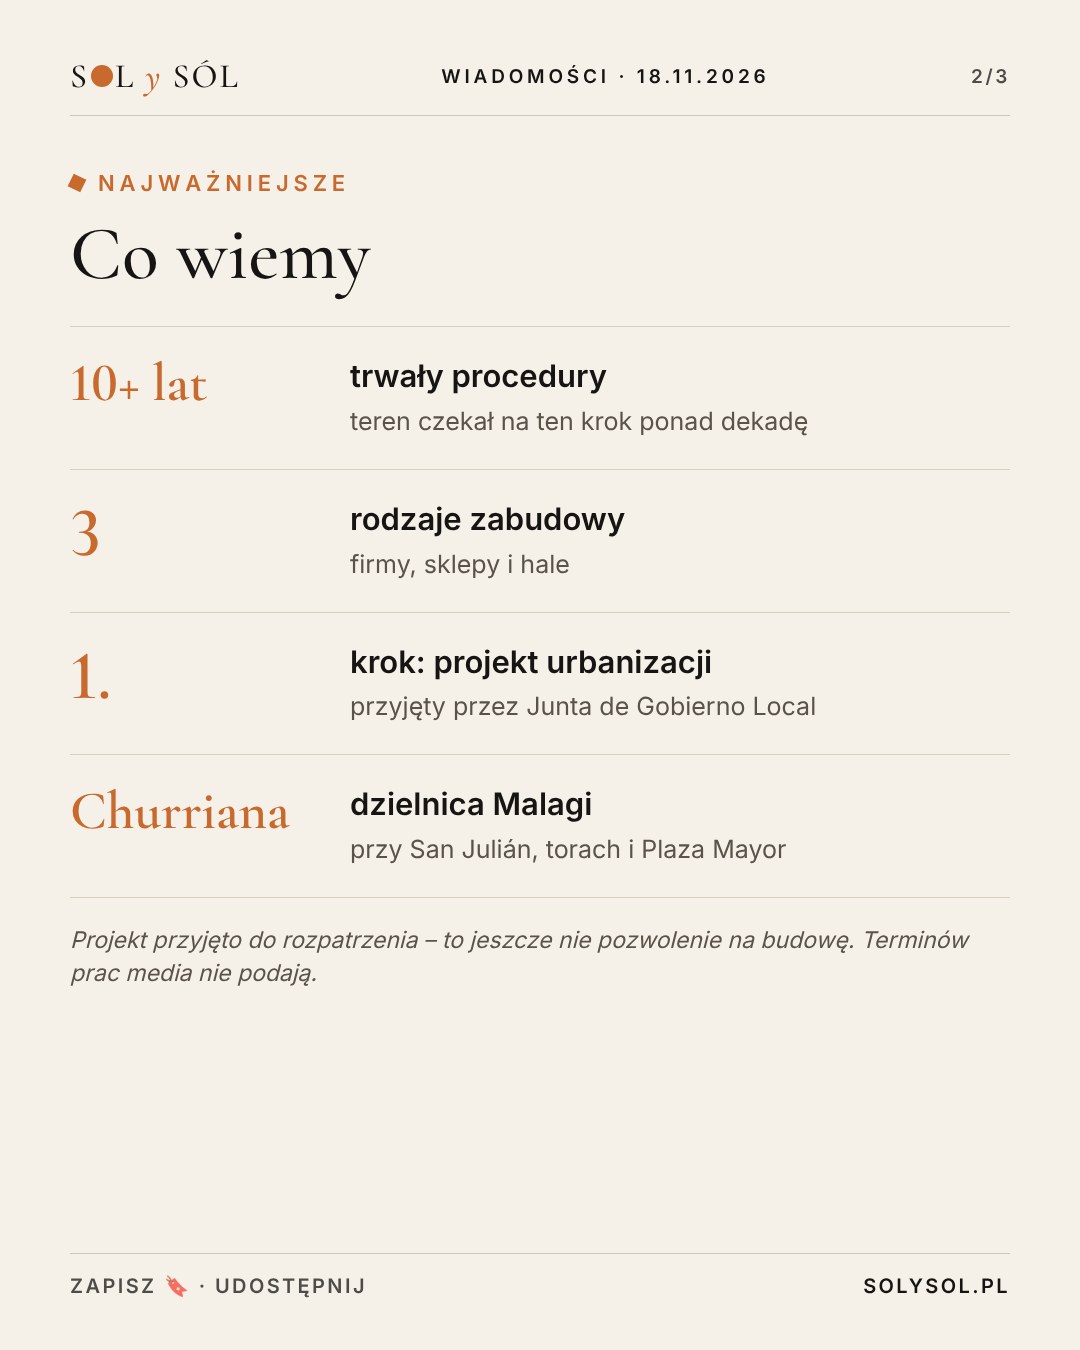 SOL y SÓL
WIADOMOŚCI · 18.11.2026
2/3
NAJWAŻNIEJSZE
Co wiemy
10+ lat
trwały procedury
teren czekał na ten krok ponad dekadę
3
rodzaje zabudowy
firmy, sklepy i hale
1.
krok: projekt urbanizacji
przyjęty przez Junta de Gobierno Local
Churriana
dzielnica Malagi
przy San Julián, torach i Plaza Mayor
Projekt przyjęto do rozpatrzenia – to jeszcze nie pozwolenie na budowę. Terminów
prac media nie podają.
ZAPISZ 🔖 · UDOSTĘPNIJ
SOLYSOL.PL